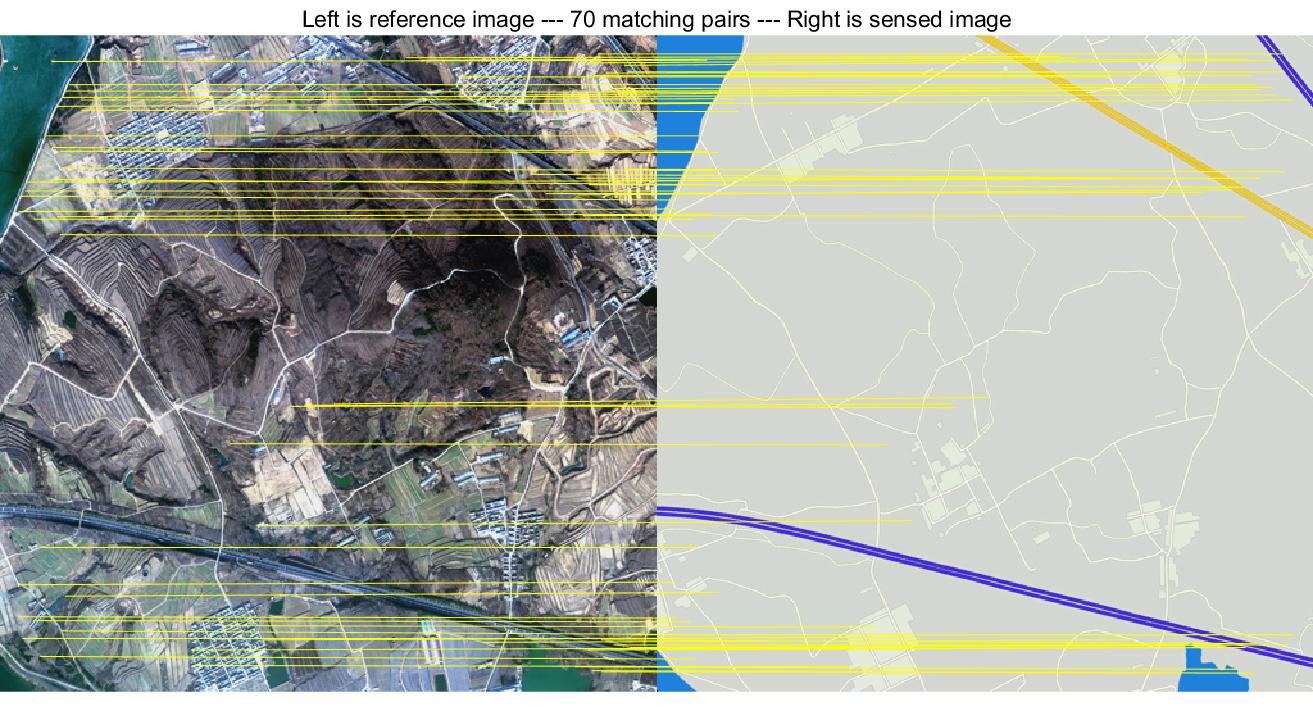 Left is reference image --- 70 matching pairs --- Right is sensed image